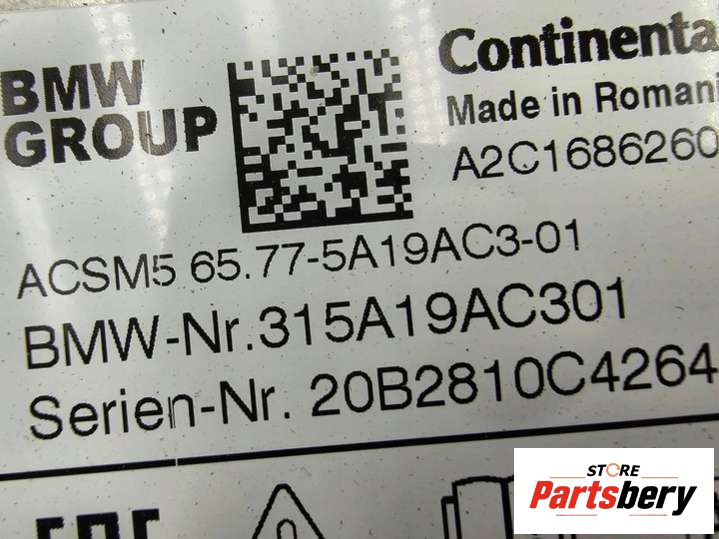 BMW
GROUP
Continenta
Made in Roman
A2C1686260
ACSM5 65.77-5A19AC3-01
BMW-Nr.315A19AC301
Serien-Nr. 20B2810C4264
STORE
Partsbery